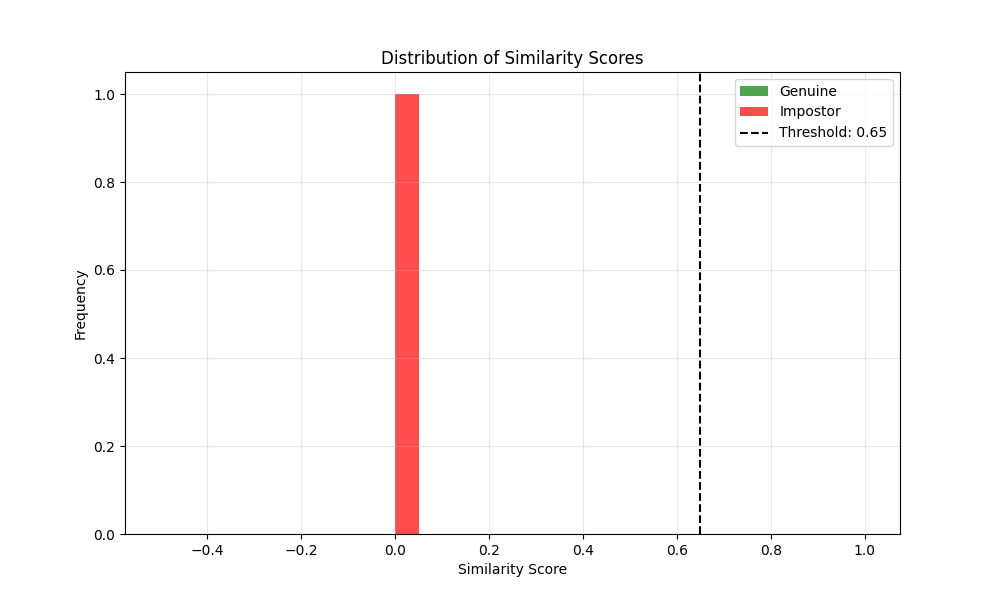 Distribution of Similarity Scores
Genuine
Impostor
Threshold: 0.65
Frequency
1.0
0.8
0.6
0.4
0.2
0.0
−0.4 −0.2 0.0 0.2 0.4 0.6 0.8 1.0
Similarity Score